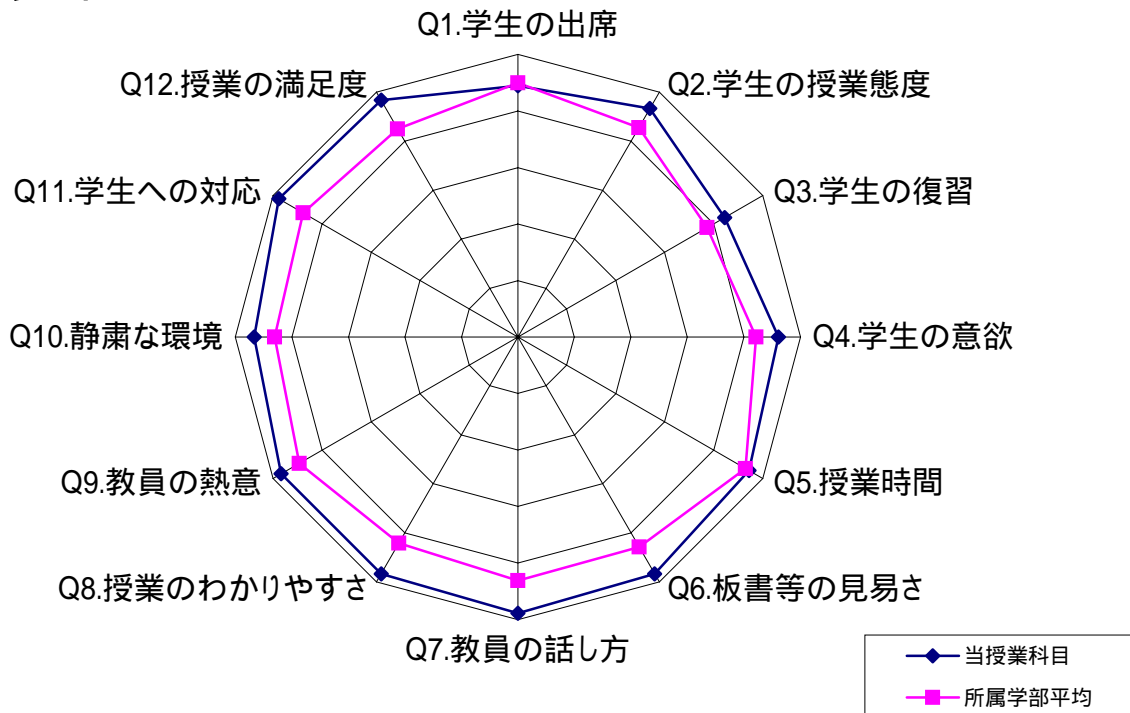 Q1.学生の出席
Q2.学生の授業態度
Q3.学生の復習
Q4.学生の意欲
Q5.授業時間
Q6.板書等の見易さ
Q7.教員の話し方
Q8.授業のわかりやすさ
Q9.教員の熱意
Q10.静粛な環境
Q11.学生への対応
Q12.授業の満足度
当授業科目
所属学部平均